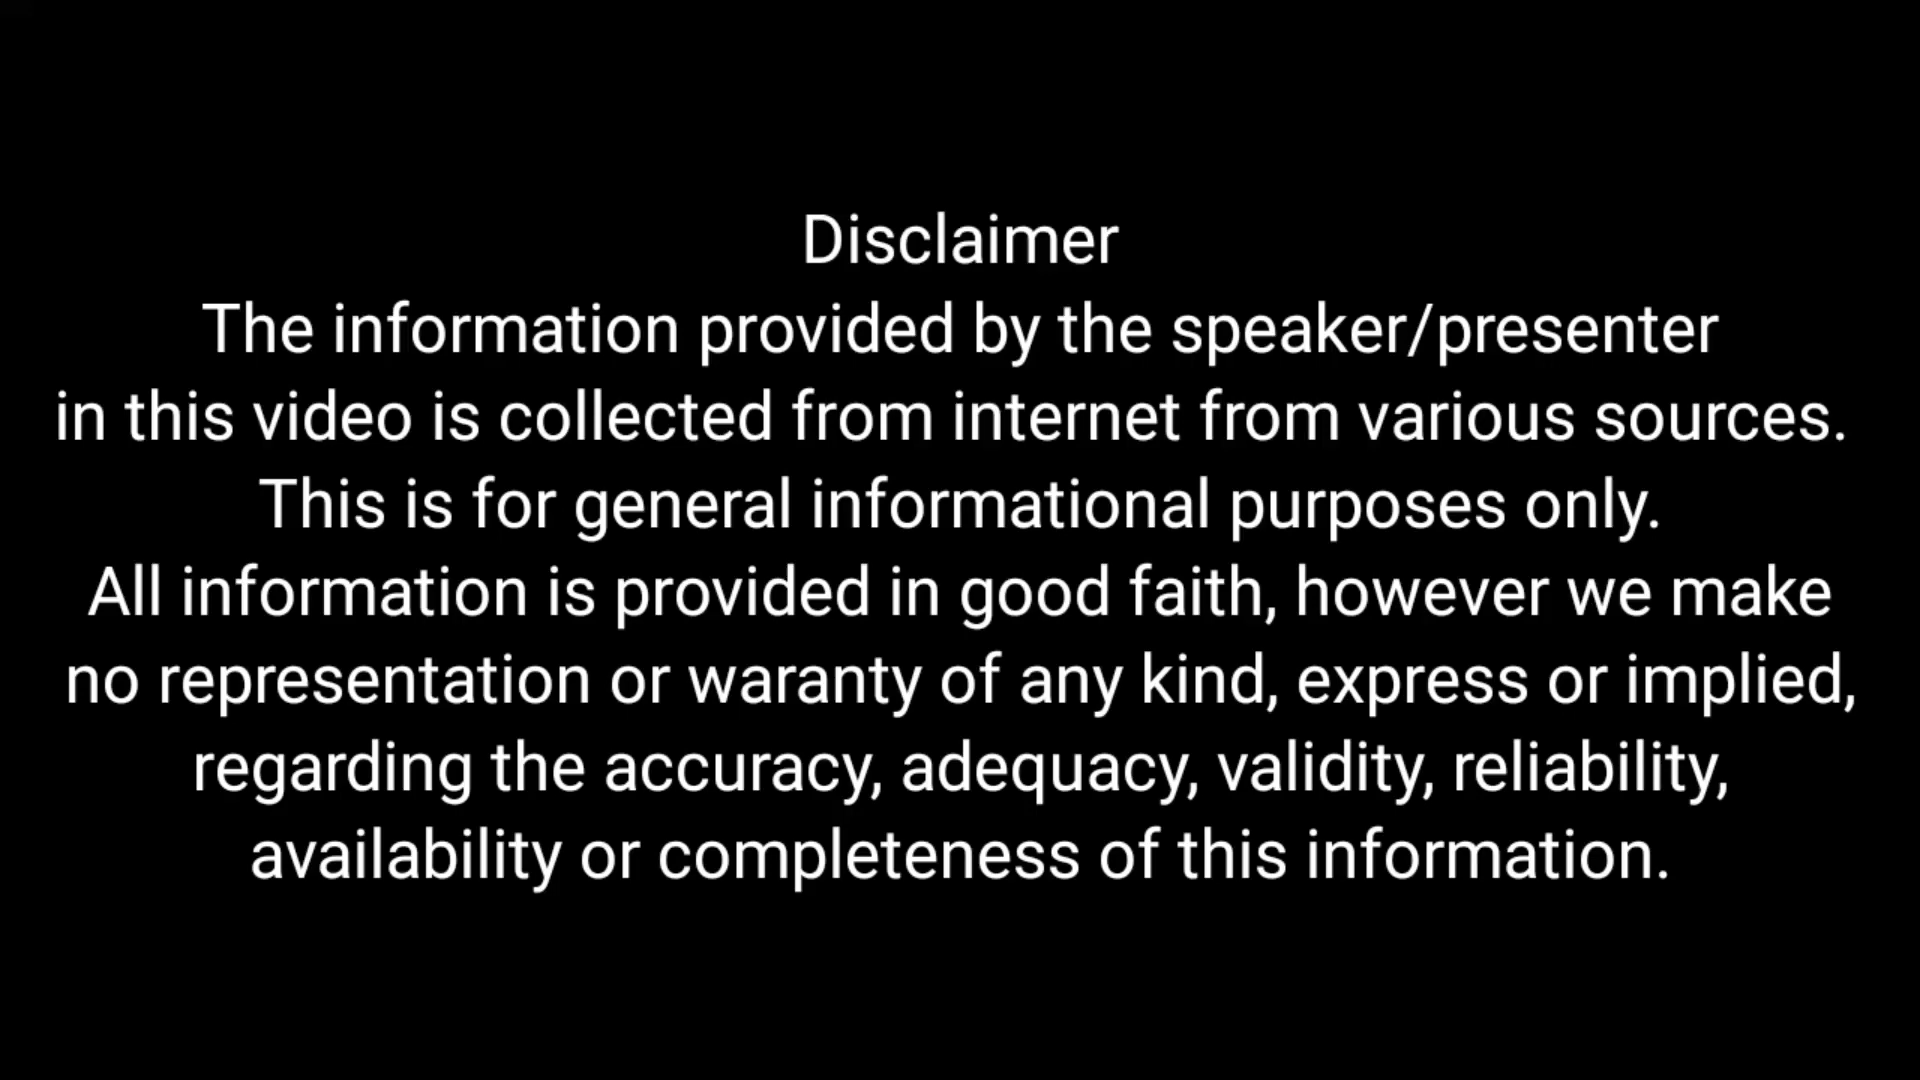 Disclaimer
The information provided by the speaker/presenter
in this video is collected from internet from various sources.
This is for general informational purposes only.
All information is provided in good faith, however we make
no representation or waranty of any kind, express or implied,
regarding the accuracy, adequacy, validity, reliability,
availability or completeness of this information.